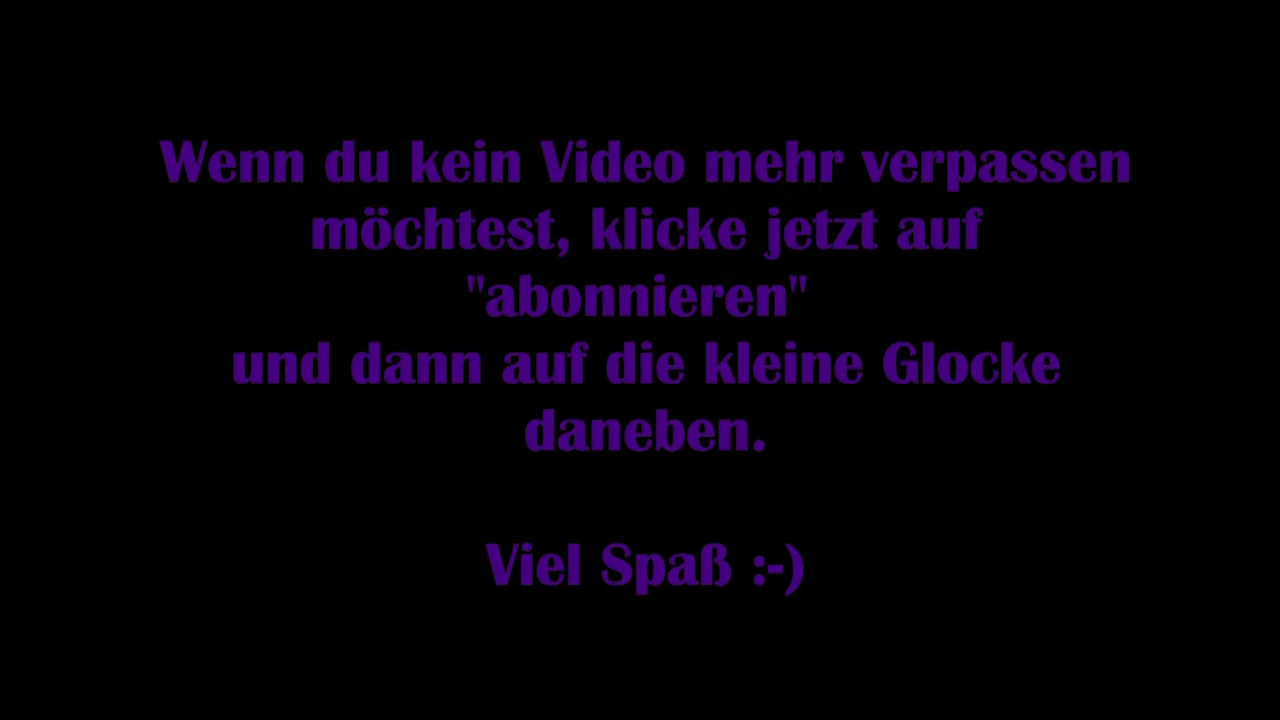 Wenn du kein Video mehr verpassen
möchtest, klicke jetzt auf
"abonnieren"
und dann auf die kleine Glocke
daneben.
Viel Spaß :-)